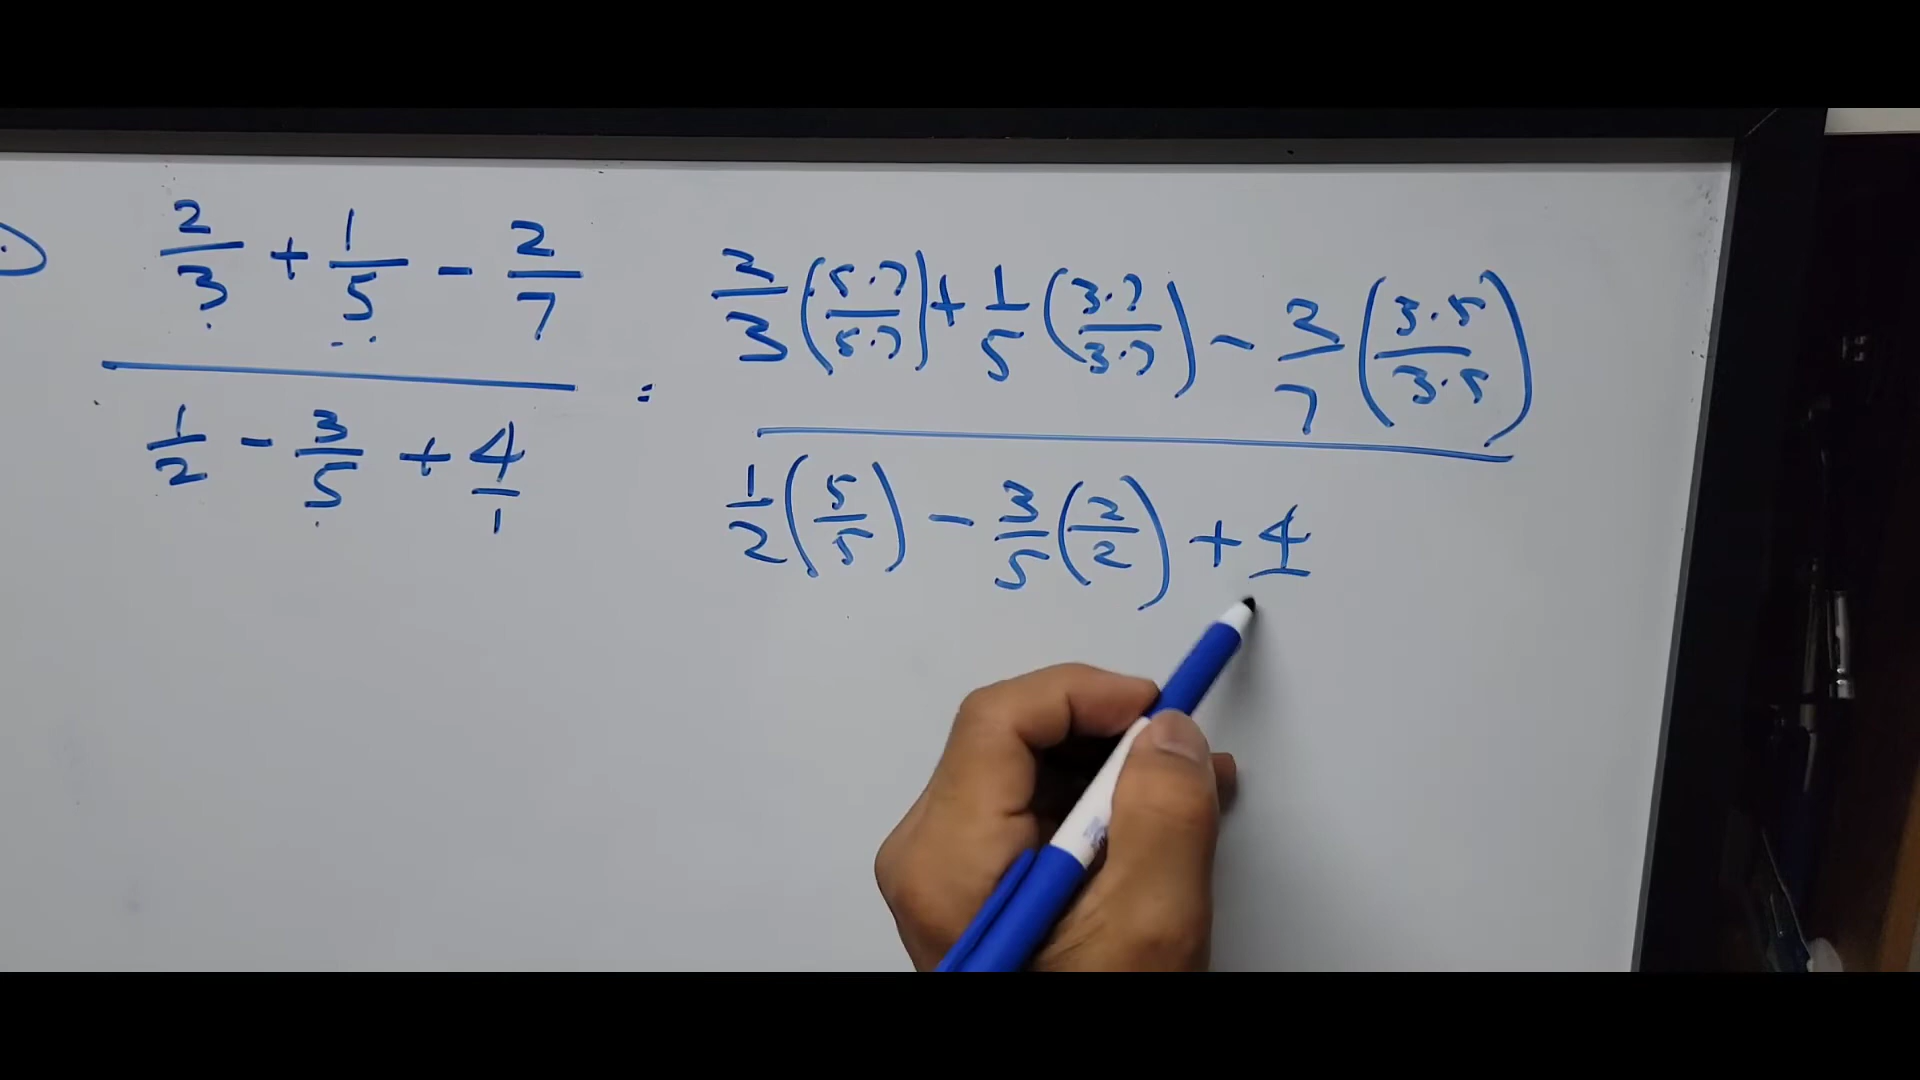 2/3 + 1/5 - 2/7
1/2 - 3/5 + 4/1
=
2/3 (5·7/5·7) + 1/5 (3·7/3·7) - 3/7 (3·5/3·5)
1/2 (5/5) - 3/5 (2/2) + 4